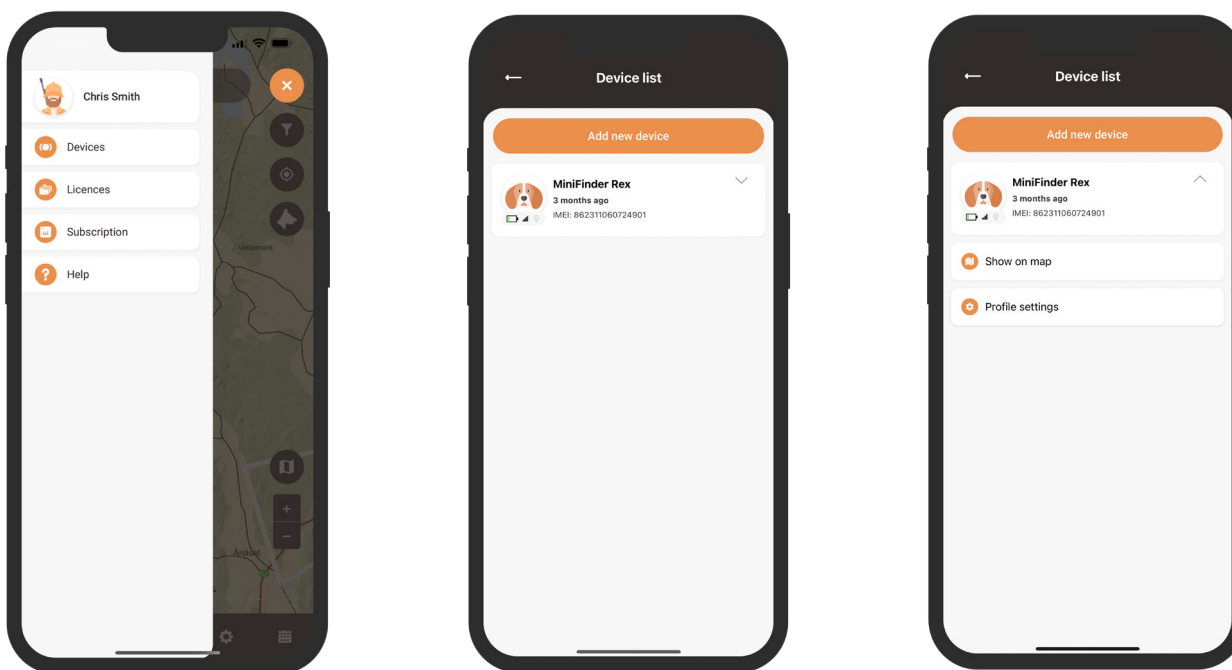 Chris Smith
Devices
Licences
Subscription
Help
Vebomark
Ånäset
Device list
Add new device
MiniFinder Rex
3 months ago
IMEI: 862311060724901
Device list
Add new device
MiniFinder Rex
3 months ago
IMEI: 862311060724901
Show on map
Profile settings